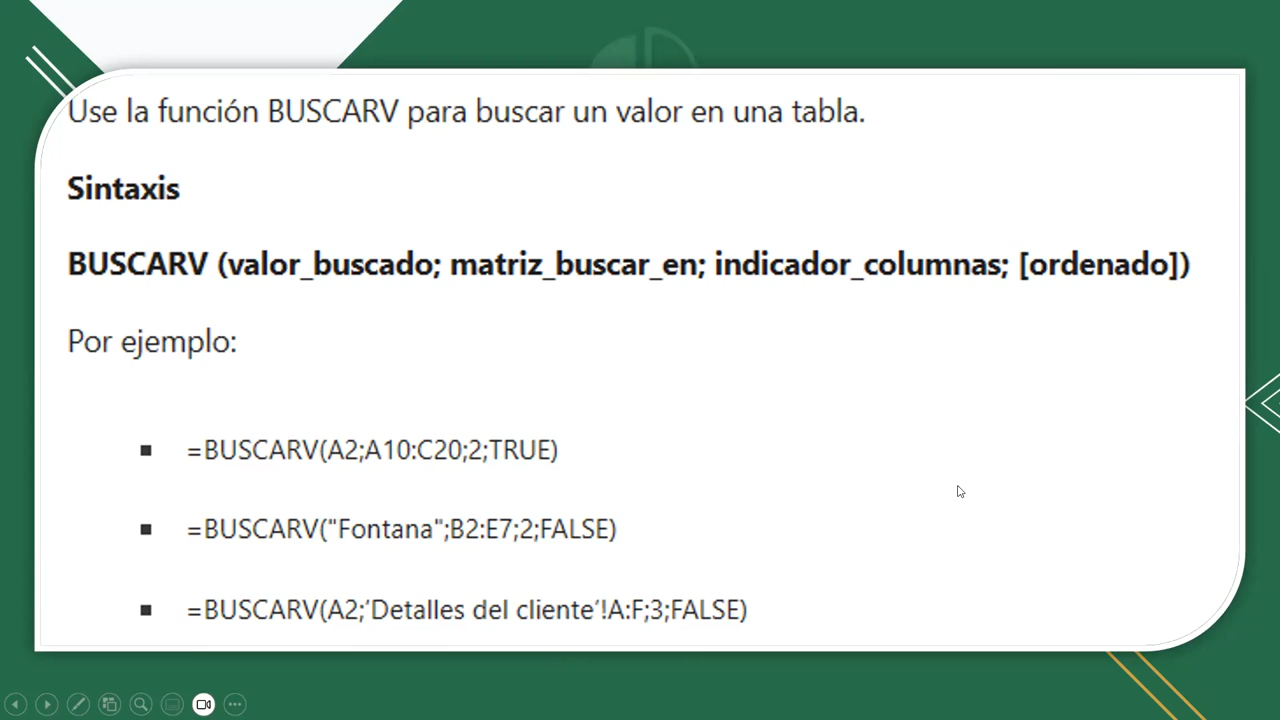 Use la función BUSCARV para buscar un valor en una tabla.
Sintaxis
BUSCARV (valor_buscado; matriz_buscar_en; indicador_columnas; [ordenado])
Por ejemplo:
=BUSCARV(A2;A10:C20;2;TRUE)
=BUSCARV("Fontana";B2:E7;2;FALSE)
=BUSCARV(A2;’Detalles del cliente’!A:F;3;FALSE)